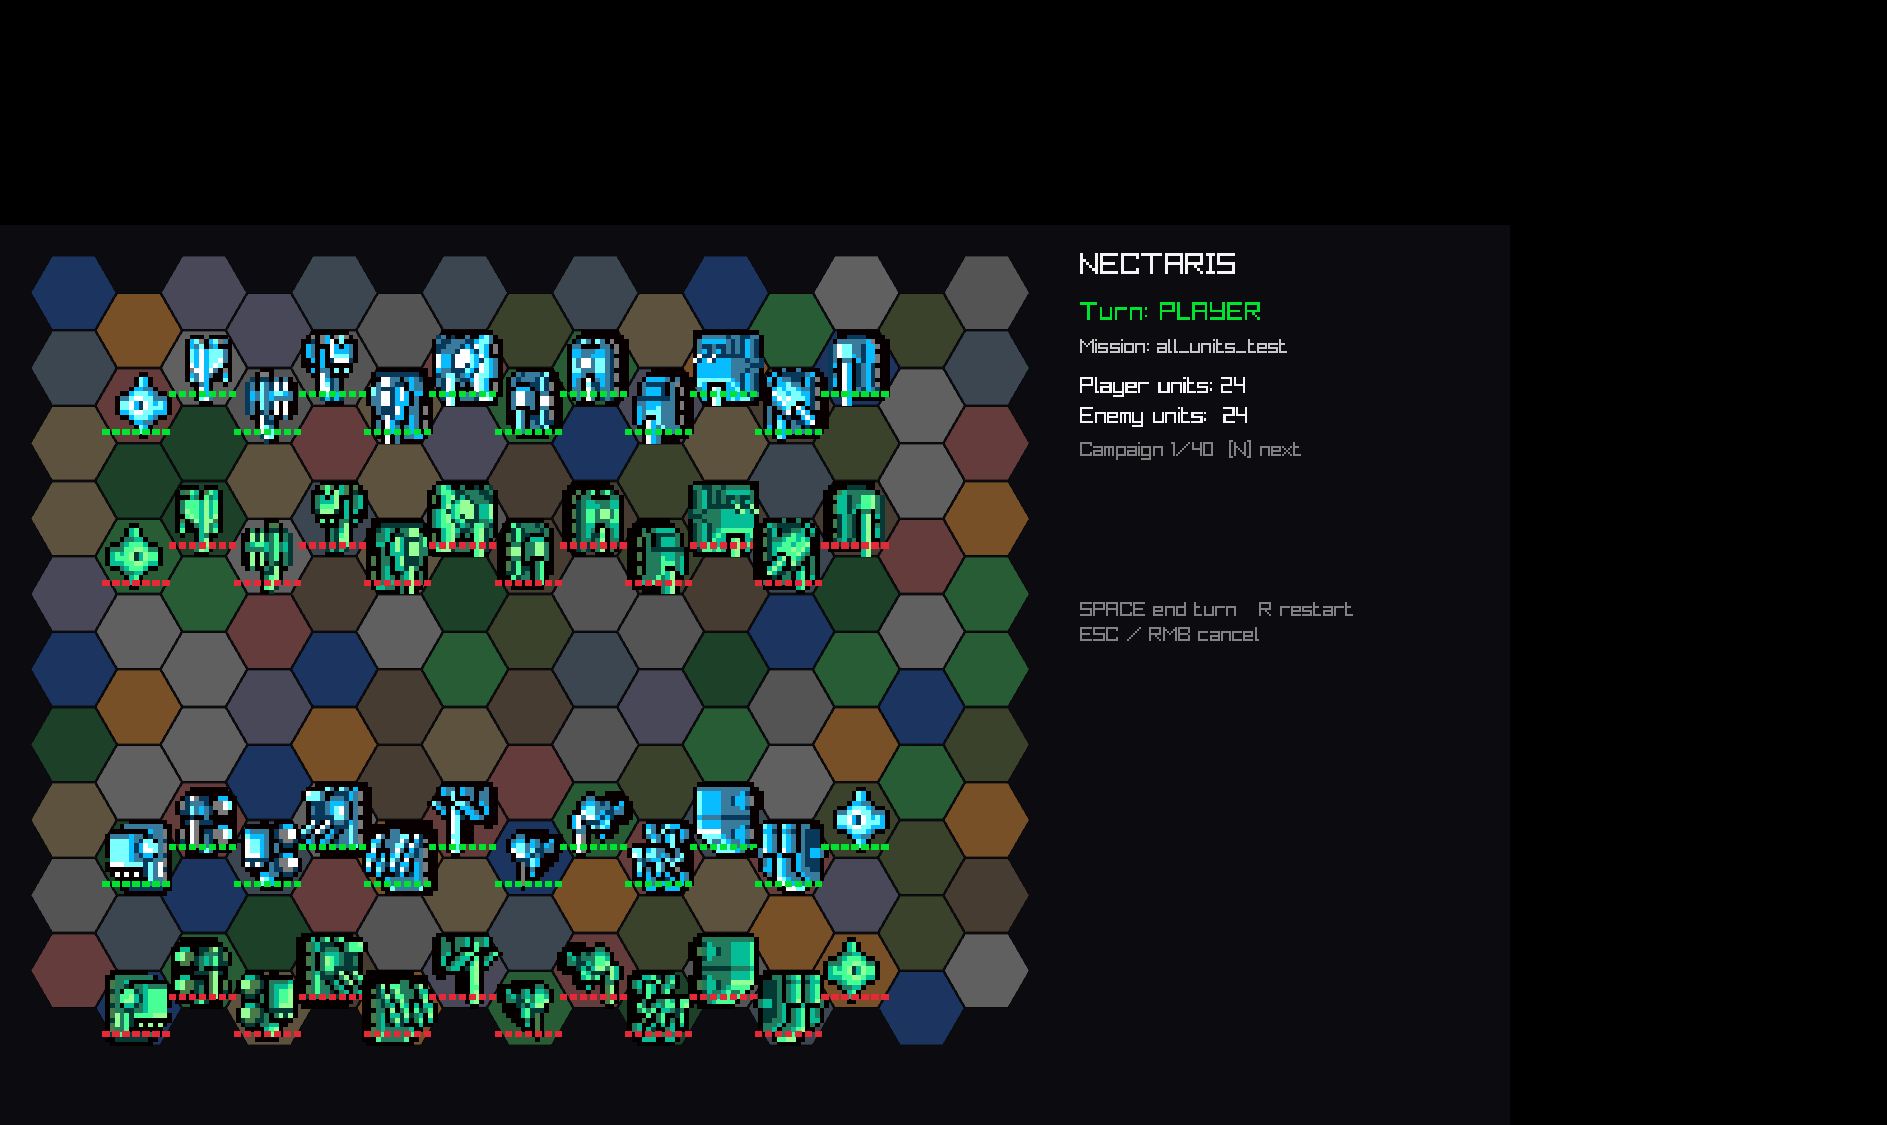 NECTARIS
Turn: PLAYER
Mission: all_units_test
Player units: 24
Enemy units: 24
Campaign 1/40 [N] next
SPACE end turn R restart
ESC / RMB cancel